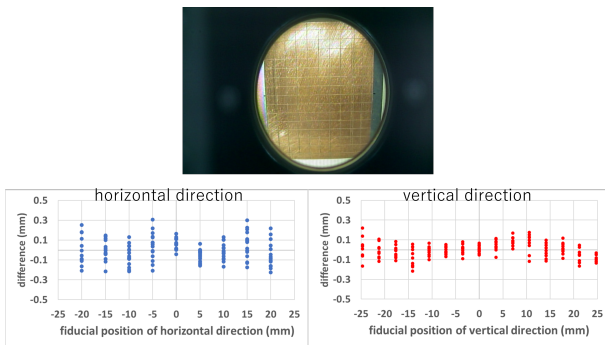 horizontal direction
0.5
0.3
0.1
-0.1
-0.3
-0.5
difference (mm)
-25 -20 -15 -10 -5 0 5 10 15 20 25
fiducial position of horizontal direction (mm)
vertical direction
0.5
0.3
0.1
-0.1
-0.3
-0.5
difference (mm)
-25 -20 -15 -10 -5 0 5 10 15 20 25
fiducial position of vertical direction (mm)